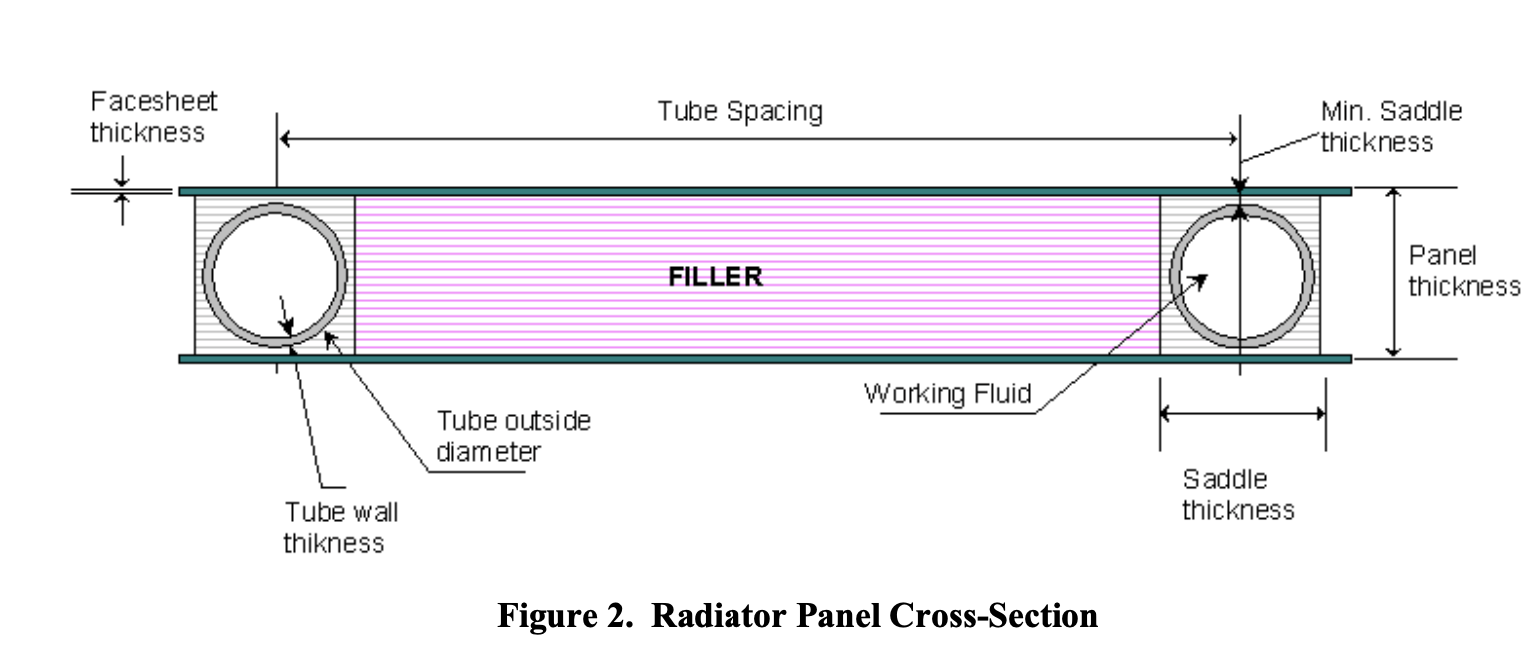 Facesheet
thickness
Tube Spacing
Min. Saddle
thickness
FILLER
Panel
thickness
Working Fluid
Tube outside
diameter
Saddle
thickness
Tube wall
thikness
Figure 2.  Radiator Panel Cross-Section